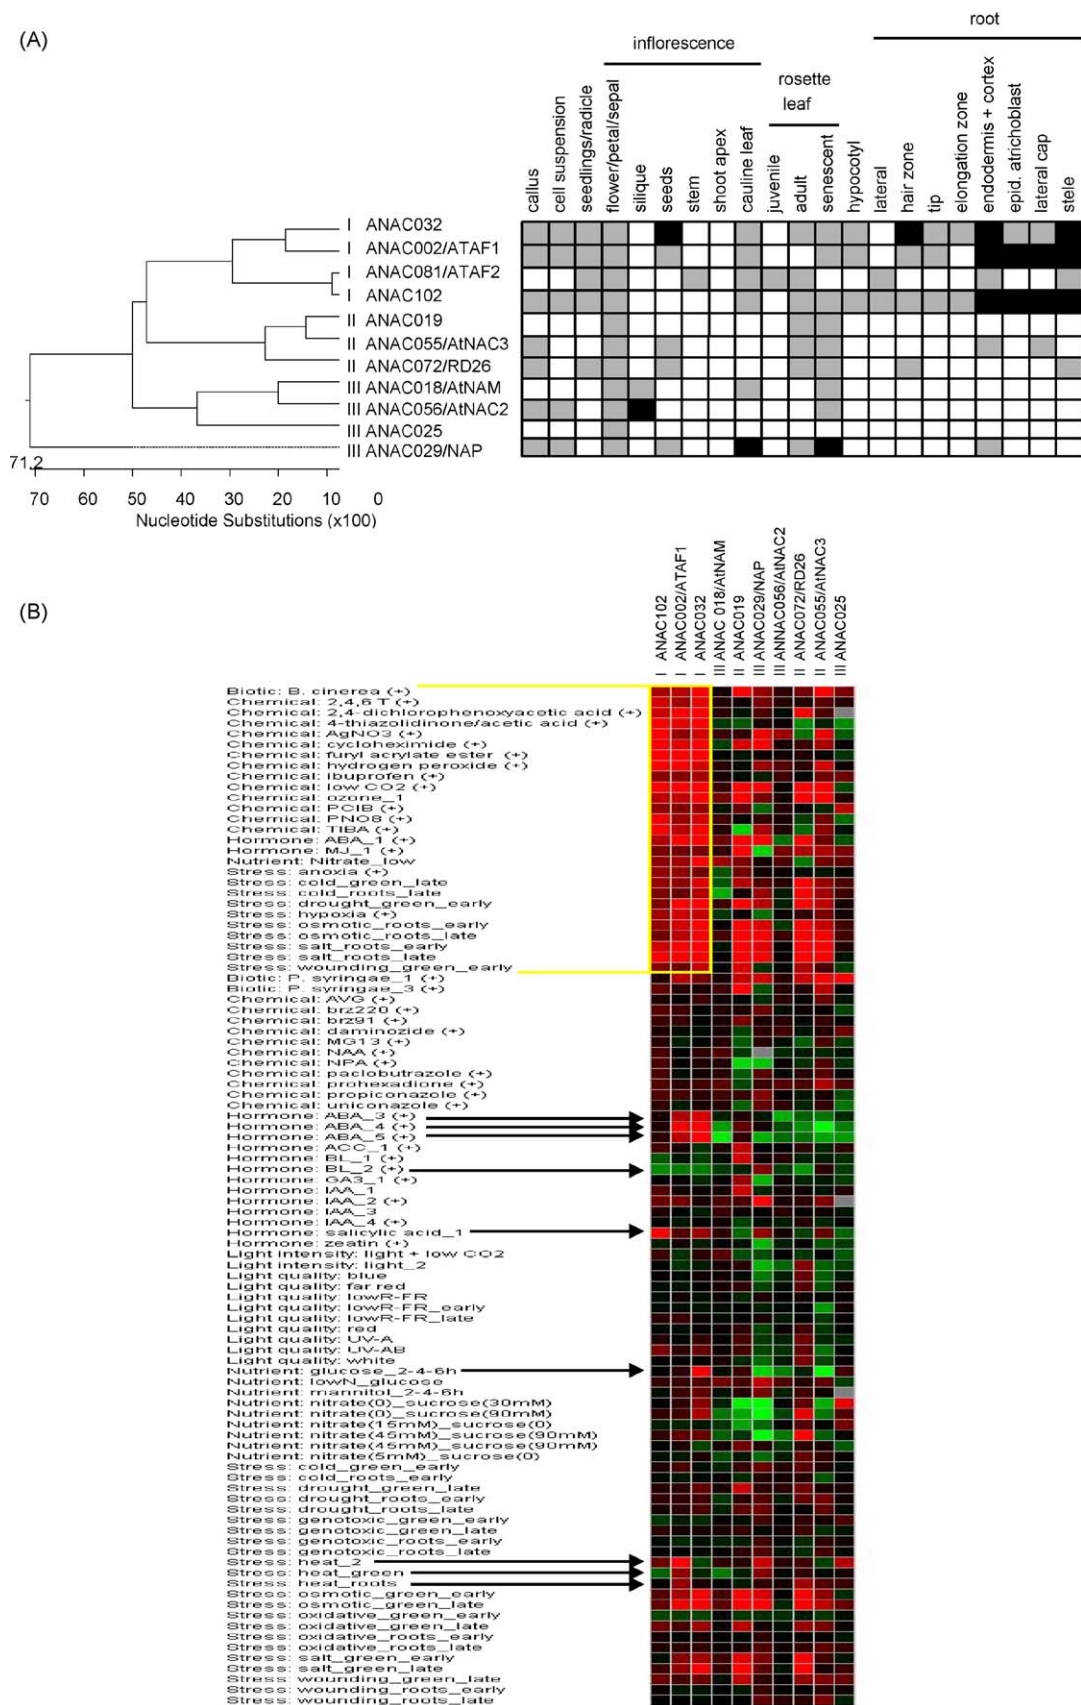 (A)
root
inflorescence
rosette
leaf
callus
cell suspension
seedlings/radicle
flower/petal/sepal
silique
seeds
stem
shoot apex
cauline leaf
juvenile
adult
senescent
hypocotyl
lateral
hair zone
tip
elongation zone
endodermis + cortex
epid. atrichoblast
lateral cap
stele
I ANAC032
I ANAC002/ATAF1
I ANAC081/ATAF2
I ANAC102
II ANAC019
II ANAC055/AtNAC3
II ANAC072/RD26
III ANAC018/AtNAM
III ANAC056/AtNAC2
III ANAC025
III ANAC029/NAP
71.2
70 60 50 40 30 20 10 0
Nucleotide Substitutions (x100)
(B)
I ANAC102
I ANAC002/ATAF1
I ANAC032
III ANAC 018/AtNAM
II ANAC019
III ANAC029/NAP
III ANNAC056/AtNAC2
II ANAC072/RD26
II ANAC055/AtNAC3
III ANAC025
Biotic: B. cinerea (+)
Chemical: 2,4,6 T (+)
Chemical: 2,4-dichlorophenoxyacetic acid (+)
Chemical: 4-thiazolidinone/acetic acid (+)
Chemical: AgNO3 (+)
Chemical: cycloheximide (+)
Chemical: furyl acrylate ester (+)
Chemical: hydrogen peroxide (+)
Chemical: ibuprofen (+)
Chemical: low CO2 (+)
Chemical: ozone_1
Chemical: PCIB (+)
Chemical: PNO8 (+)
Chemical: TIBA (+)
Hormone: ABA_1 (+)
Hormone: MJ_1 (+)
Nutrient: Nitrate_low
Stress: anoxia (+)
Stress: cold_green_late
Stress: cold_roots_late
Stress: drought_green_early
Stress: hypoxia (+)
Stress: osmotic_roots_early
Stress: osmotic_roots_late
Stress: salt_roots_early
Stress: salt_roots_late
Stress: wounding_green_early
Biotic: P. syringae_1 (+)
Biotic: P. syringae_3 (+)
Chemical: AVG (+)
Chemical: brz220 (+)
Chemical: brz91 (+)
Chemical: daminozide (+)
Chemical: MG13 (+)
Chemical: NAA (+)
Chemical: NPA (+)
Chemical: paclobutrazole (+)
Chemical: prohexadione (+)
Chemical: propiconazole (+)
Chemical: uniconazole (+)
Hormone: ABA_3 (+)
Hormone: ABA_4 (+)
Hormone: ABA_5 (+)
Hormone: ACC_1 (+)
Hormone: BL_1 (+)
Hormone: BL_2 (+)
Hormone: GA3_1 (+)
Hormone: IAA_1
Hormone: IAA_2 (+)
Hormone: IAA_3
Hormone: IAA_4 (+)
Hormone: salicylic acid_1
Hormone: zeatin (+)
Light intensity: light + low CO2
Light intensity: light_2
Light quality: blue
Light quality: far red
Light quality: lowR-FR
Light quality: lowR-FR_early
Light quality: lowR-FR_late
Light quality: red
Light quality: UV-A
Light quality: UV-AB
Light quality: white
Nutrient: glucose_2-4-6h
Nutrient: lowN_glucose
Nutrient: mannitol_2-4-6h
Nutrient: nitrate(0)_sucrose(30mM)
Nutrient: nitrate(0)_sucrose(90mM)
Nutrient: nitrate(15mM)_sucrose(0)
Nutrient: nitrate(45mM)_sucrose(90mM)
Nutrient: nitrate(45mM)_sucrose(90mM)
Nutrient: nitrate(5mM)_sucrose(0)
Stress: cold_green_early
Stress: cold_roots_early
Stress: drought_green_late
Stress: drought_roots_early
Stress: drought_roots_late
Stress: genotoxic_green_early
Stress: genotoxic_green_late
Stress: genotoxic_roots_early
Stress: genotoxic_roots_late
Stress: heat_2
Stress: heat_green
Stress: heat_roots
Stress: osmotic_green_early
Stress: osmotic_green_late
Stress: oxidative_green_early
Stress: oxidative_green_late
Stress: oxidative_roots_early
Stress: oxidative_roots_late
Stress: salt_green_early
Stress: salt_green_late
Stress: wounding_green_late
Stress: wounding_roots_early
Stress: wounding_roots_late